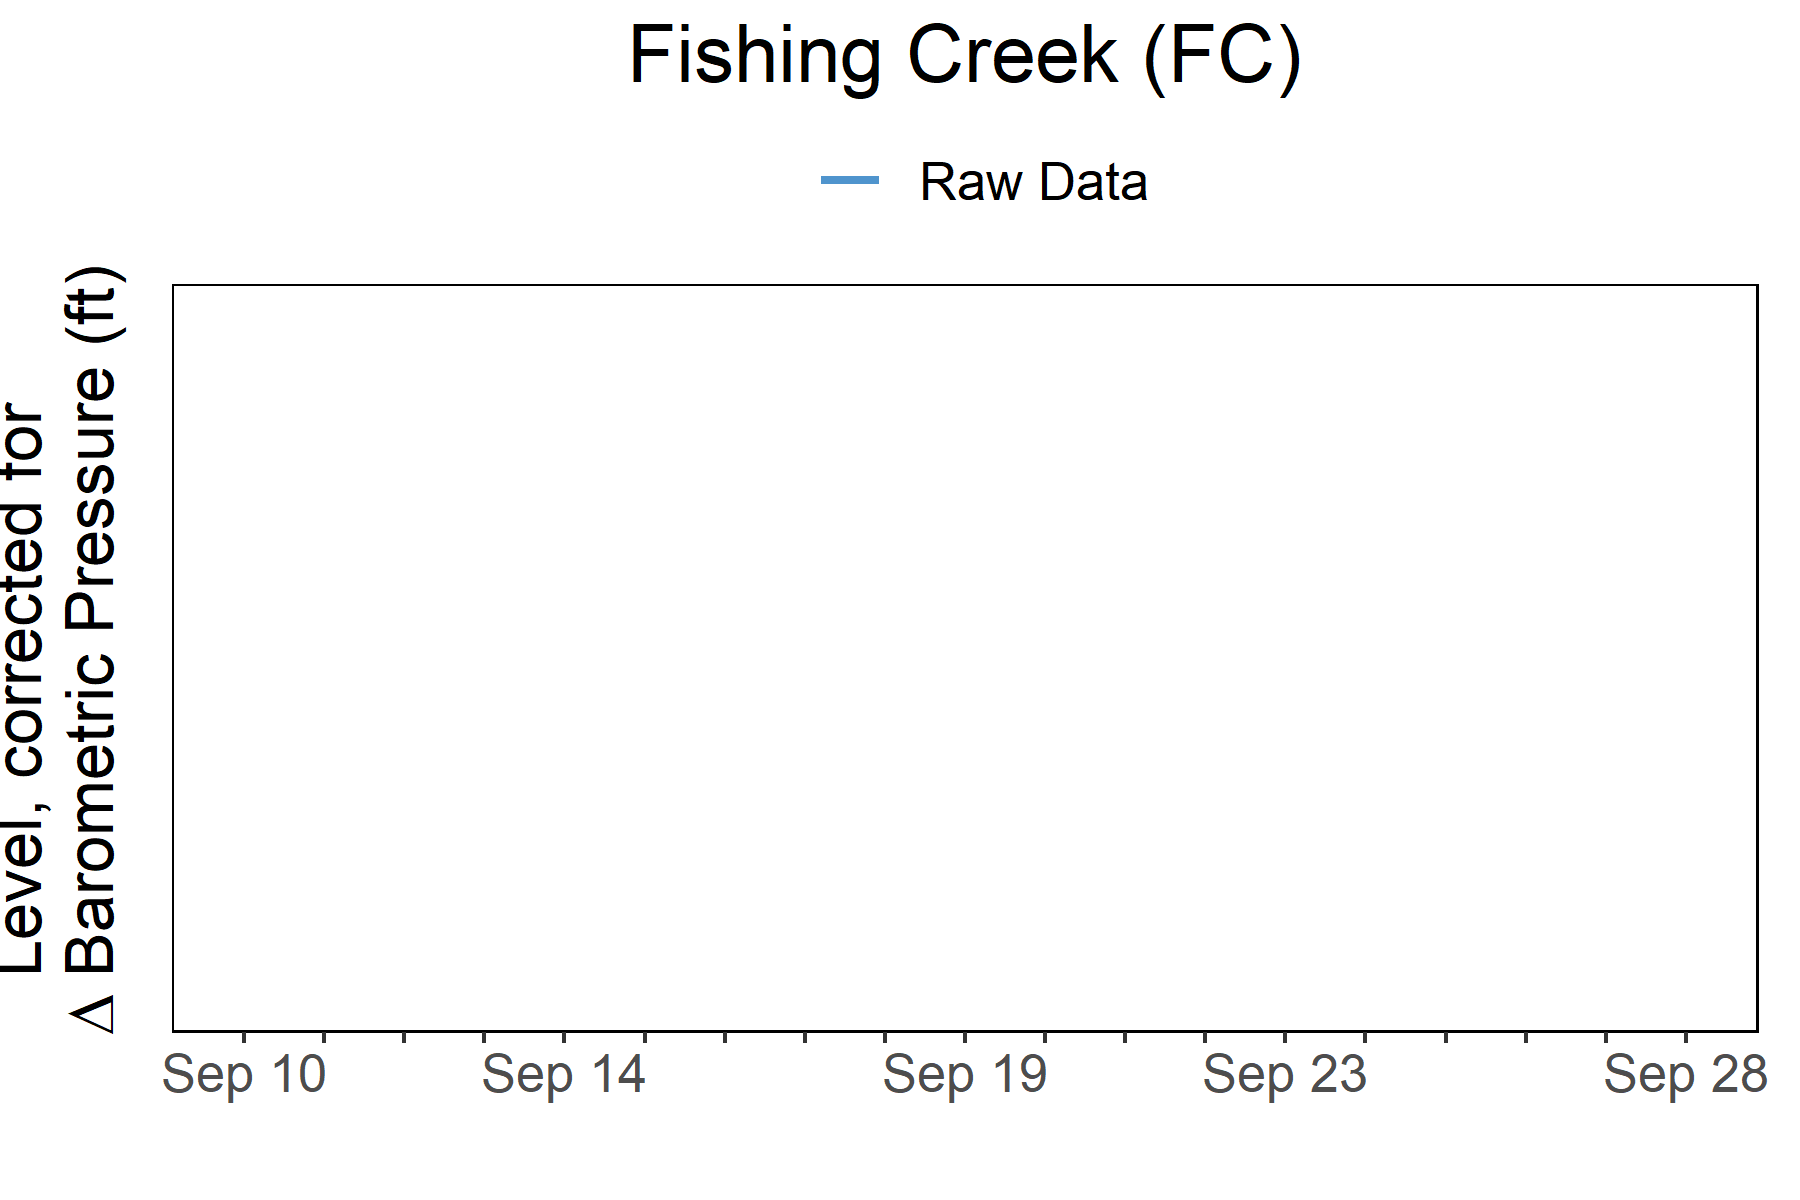 Fishing Creek (FC)
Raw Data
Level, corrected for
Δ Barometric Pressure (ft)
Sep 10
Sep 14
Sep 19
Sep 23
Sep 28